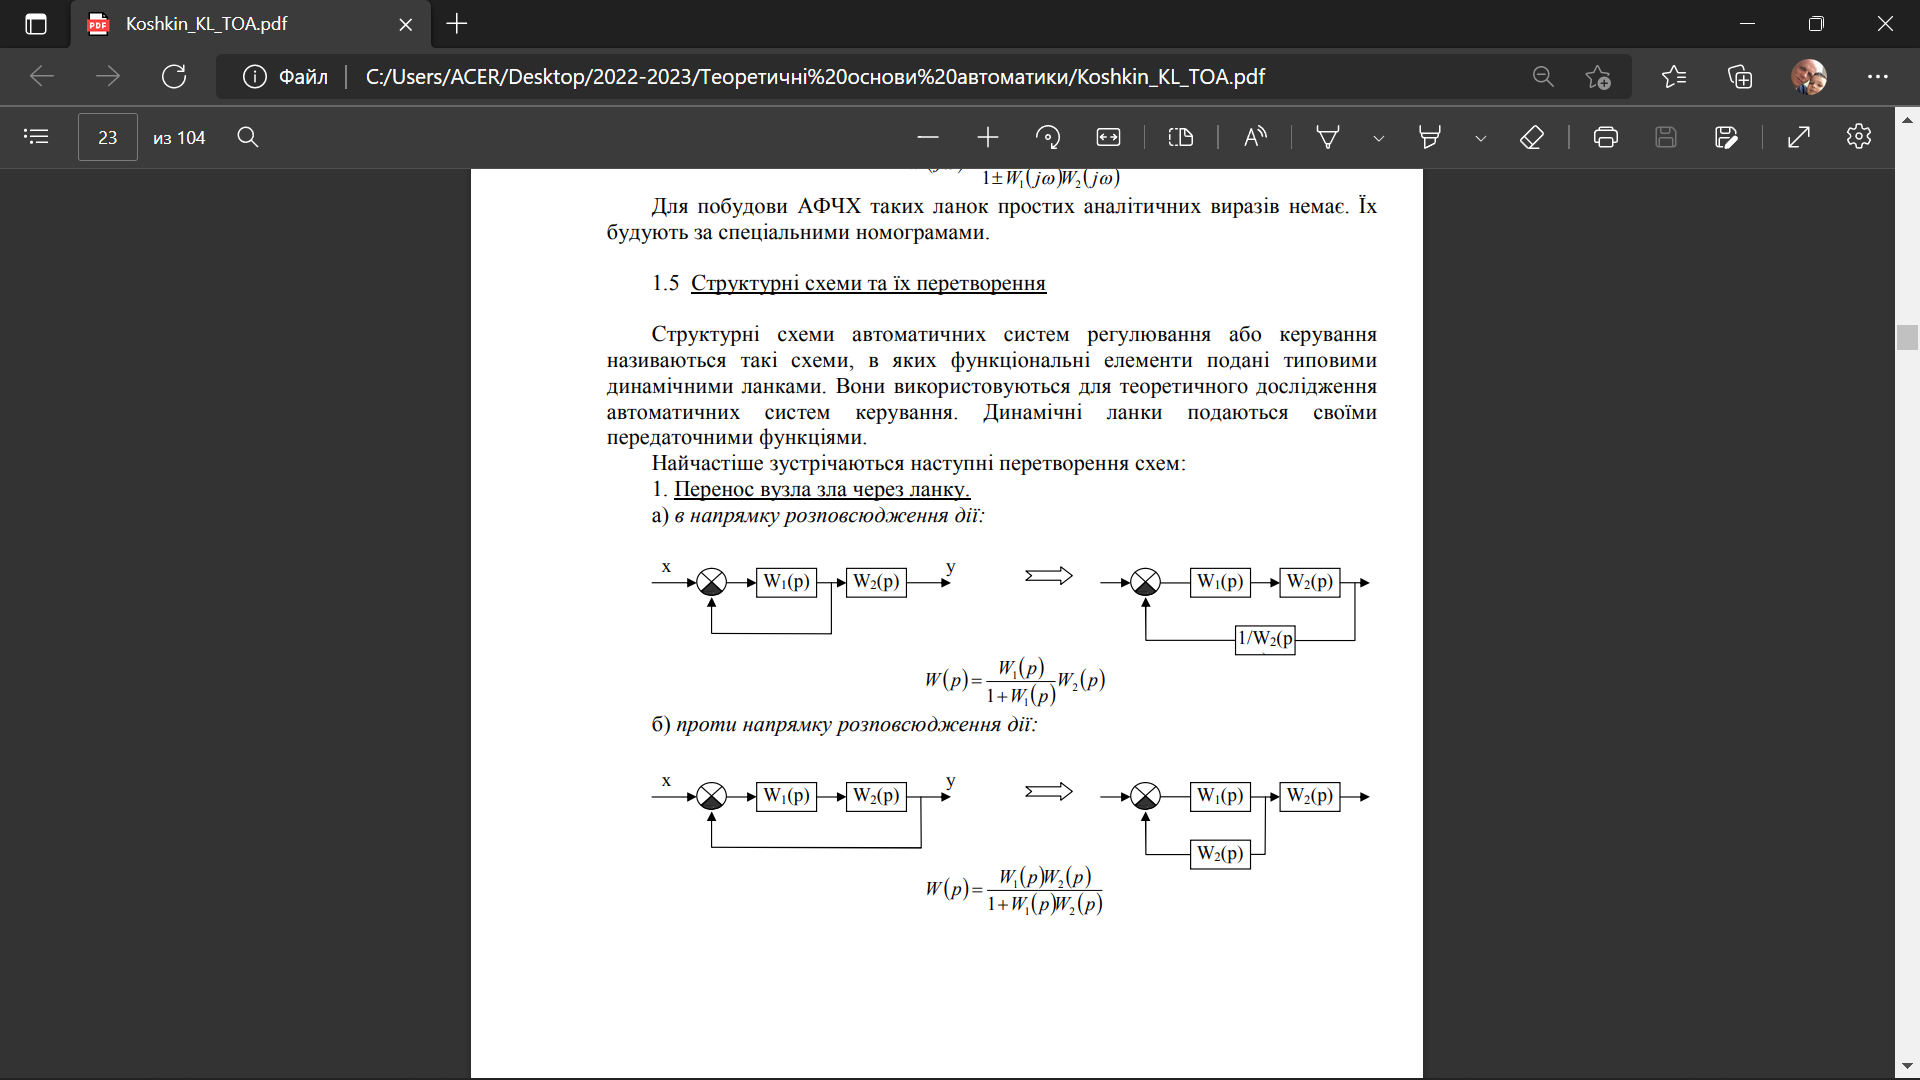 Koshkin_KL_TOA.pdf
Файл
C:/Users/ACER/Desktop/2022-2023/Теоретичні%20основи%20автоматики/Koshkin_KL_TOA.pdf
23 из 104
1±W₁(jω)W₂(jω)
Для побудови АФЧХ таких ланок простих аналітичних виразів немає. Їх
будують за спеціальними номограмами.
1.5 Структурні схеми та їх перетворення
Структурні схеми автоматичних систем регулювання або керування
називаються такі схеми, в яких функціональні елементи подані типовими
динамічними ланками. Вони використовуються для теоретичного дослідження
автоматичних систем керування. Динамічні ланки подаються своїми
передаточними функціями.
Найчастіше зустрічаються наступні перетворення схем:
1. Перенос вузла зла через ланку.
а) в напрямку розповсюдження дії:
x W₁(p) W₂(p) y W₁(p) W₂(p)
1/W₂(p
W(p)= W₁(p) / 1+W₁(p) W₂(p)
б) проти напрямку розповсюдження дії:
x W₁(p) W₂(p) y W₁(p) W₂(p)
W₂(p)
W(p)= W₁(p)W₂(p) / 1+W₁(p)W₂(p)